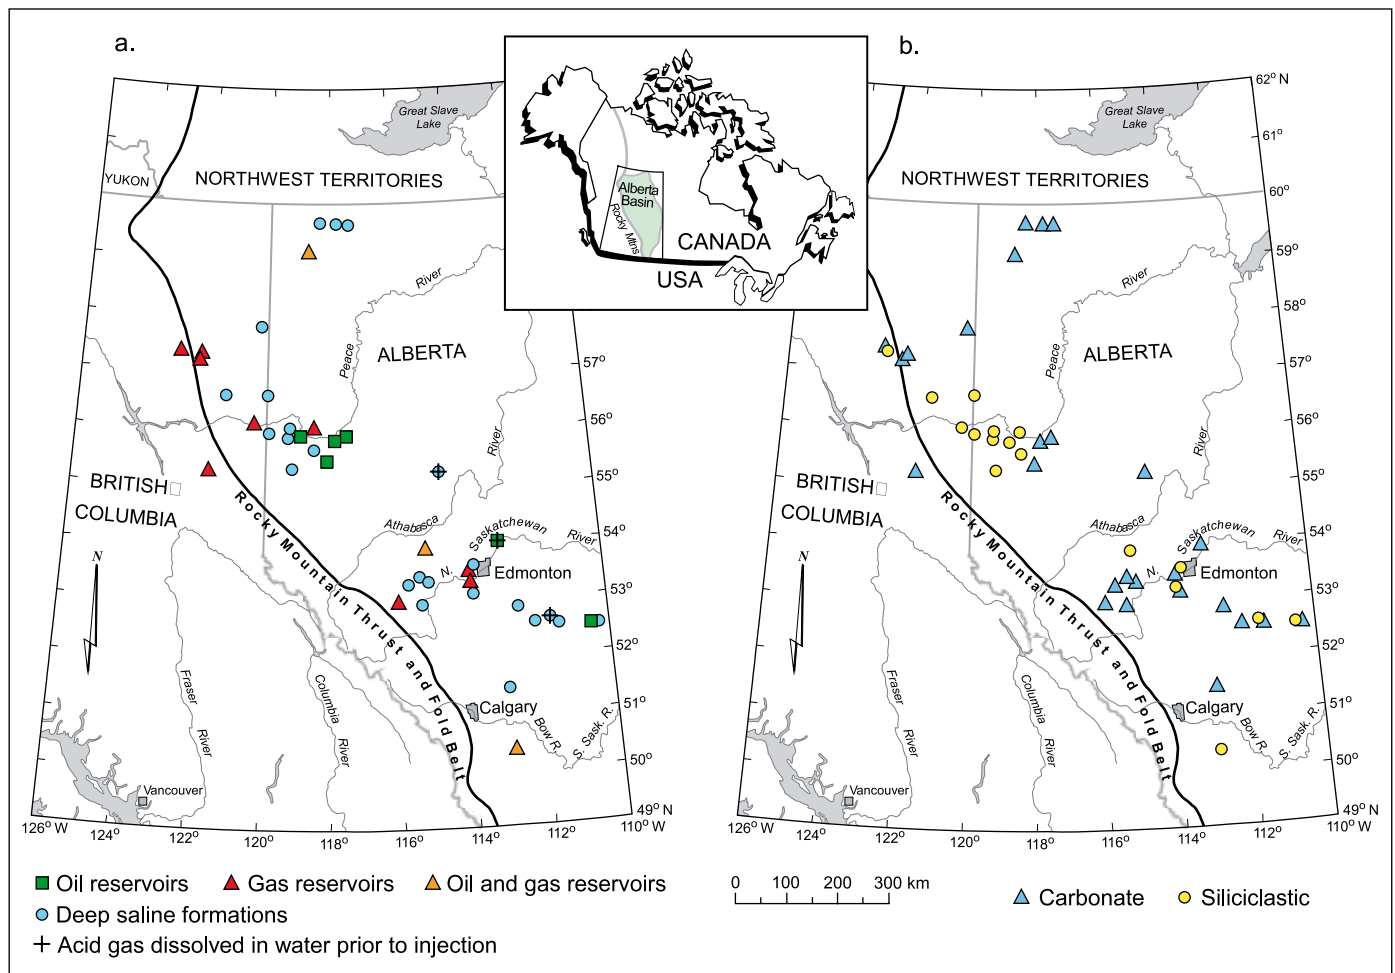 a.
b.
Great Slave
Lake
YUKON
NORTHWEST TERRITORIES
River
Peace
ALBERTA
River
BRITISH
COLUMBIA
Athabasca
N.
Saskatchewan
River
Edmonton
Rocky Mountain Thrust and Fold Belt
N
Fraser
River
Columbia
River
Calgary
Bow R.
S. Sask. R.
Vancouver
57°
56°
55°
54°
53°
52°
51°
50°
49° N
126° W
124°
122°
120°
118°
116°
114°
112°
110° W
Alberta
Basin
Rocky Mtns
CANADA
USA
Great Slave
Lake
NORTHWEST TERRITORIES
River
Peace
ALBERTA
River
BRITISH
COLUMBIA
Athabasca
N.
Saskatchewan
River
Edmonton
Rocky Mountain Thrust and Fold Belt
N
Fraser
River
Columbia
River
Calgary
Bow R.
S. Sask. R.
Vancouver
62° N
61°
60°
59°
58°
57°
56°
55°
54°
53°
52°
51°
50°
49° N
126° W
124°
122°
120°
118°
116°
114°
112°
110° W
Oil reservoirs
Gas reservoirs
Oil and gas reservoirs
Deep saline formations
Acid gas dissolved in water prior to injection
0 100 200 300 km
Carbonate
Siliciclastic